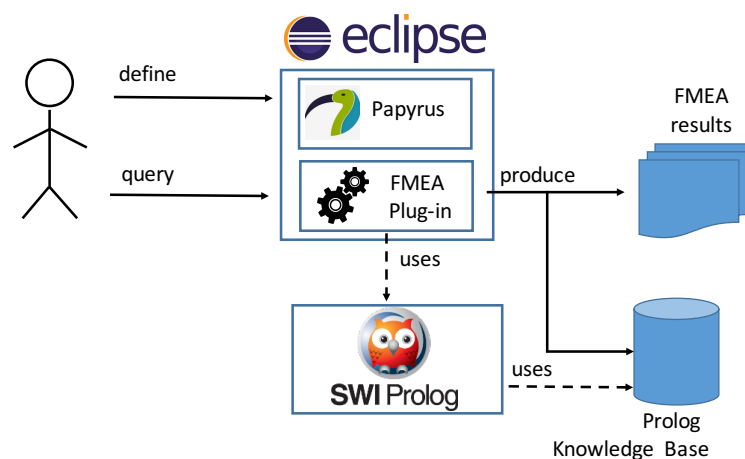 eclipse
define
Papyrus
FMEA
results
query
FMEA
Plug-in
produce
uses
SWI Prolog
uses
Prolog
Knowledge Base